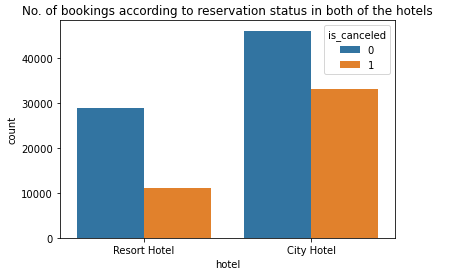 No. of bookings according to reservation status in both of the hotels
is_canceled
0
1
40000
30000
20000
10000
0
count
Resort Hotel
City Hotel
hotel